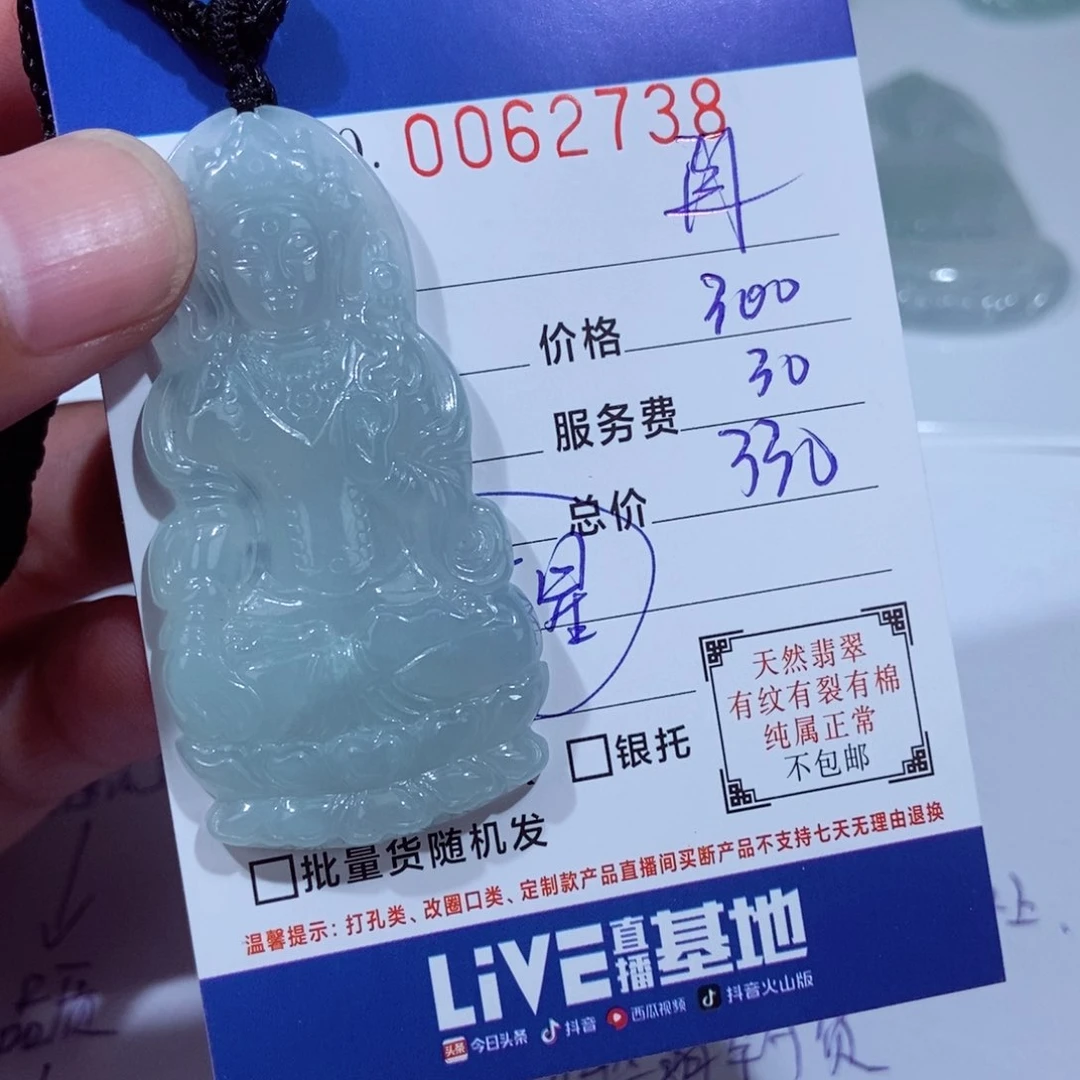 0062738
价格 300
服务费 30
总价 330
星
银托
天然翡翠
有纹有裂有棉
纯属正常
不包邮
批量货随机发
温馨提示：打孔类、改圈口类、定制款产品直播间买断产品不支持七天无理由退换
LiVE直播基地
头条 今日头条 抖音 西瓜视频 抖音火山版